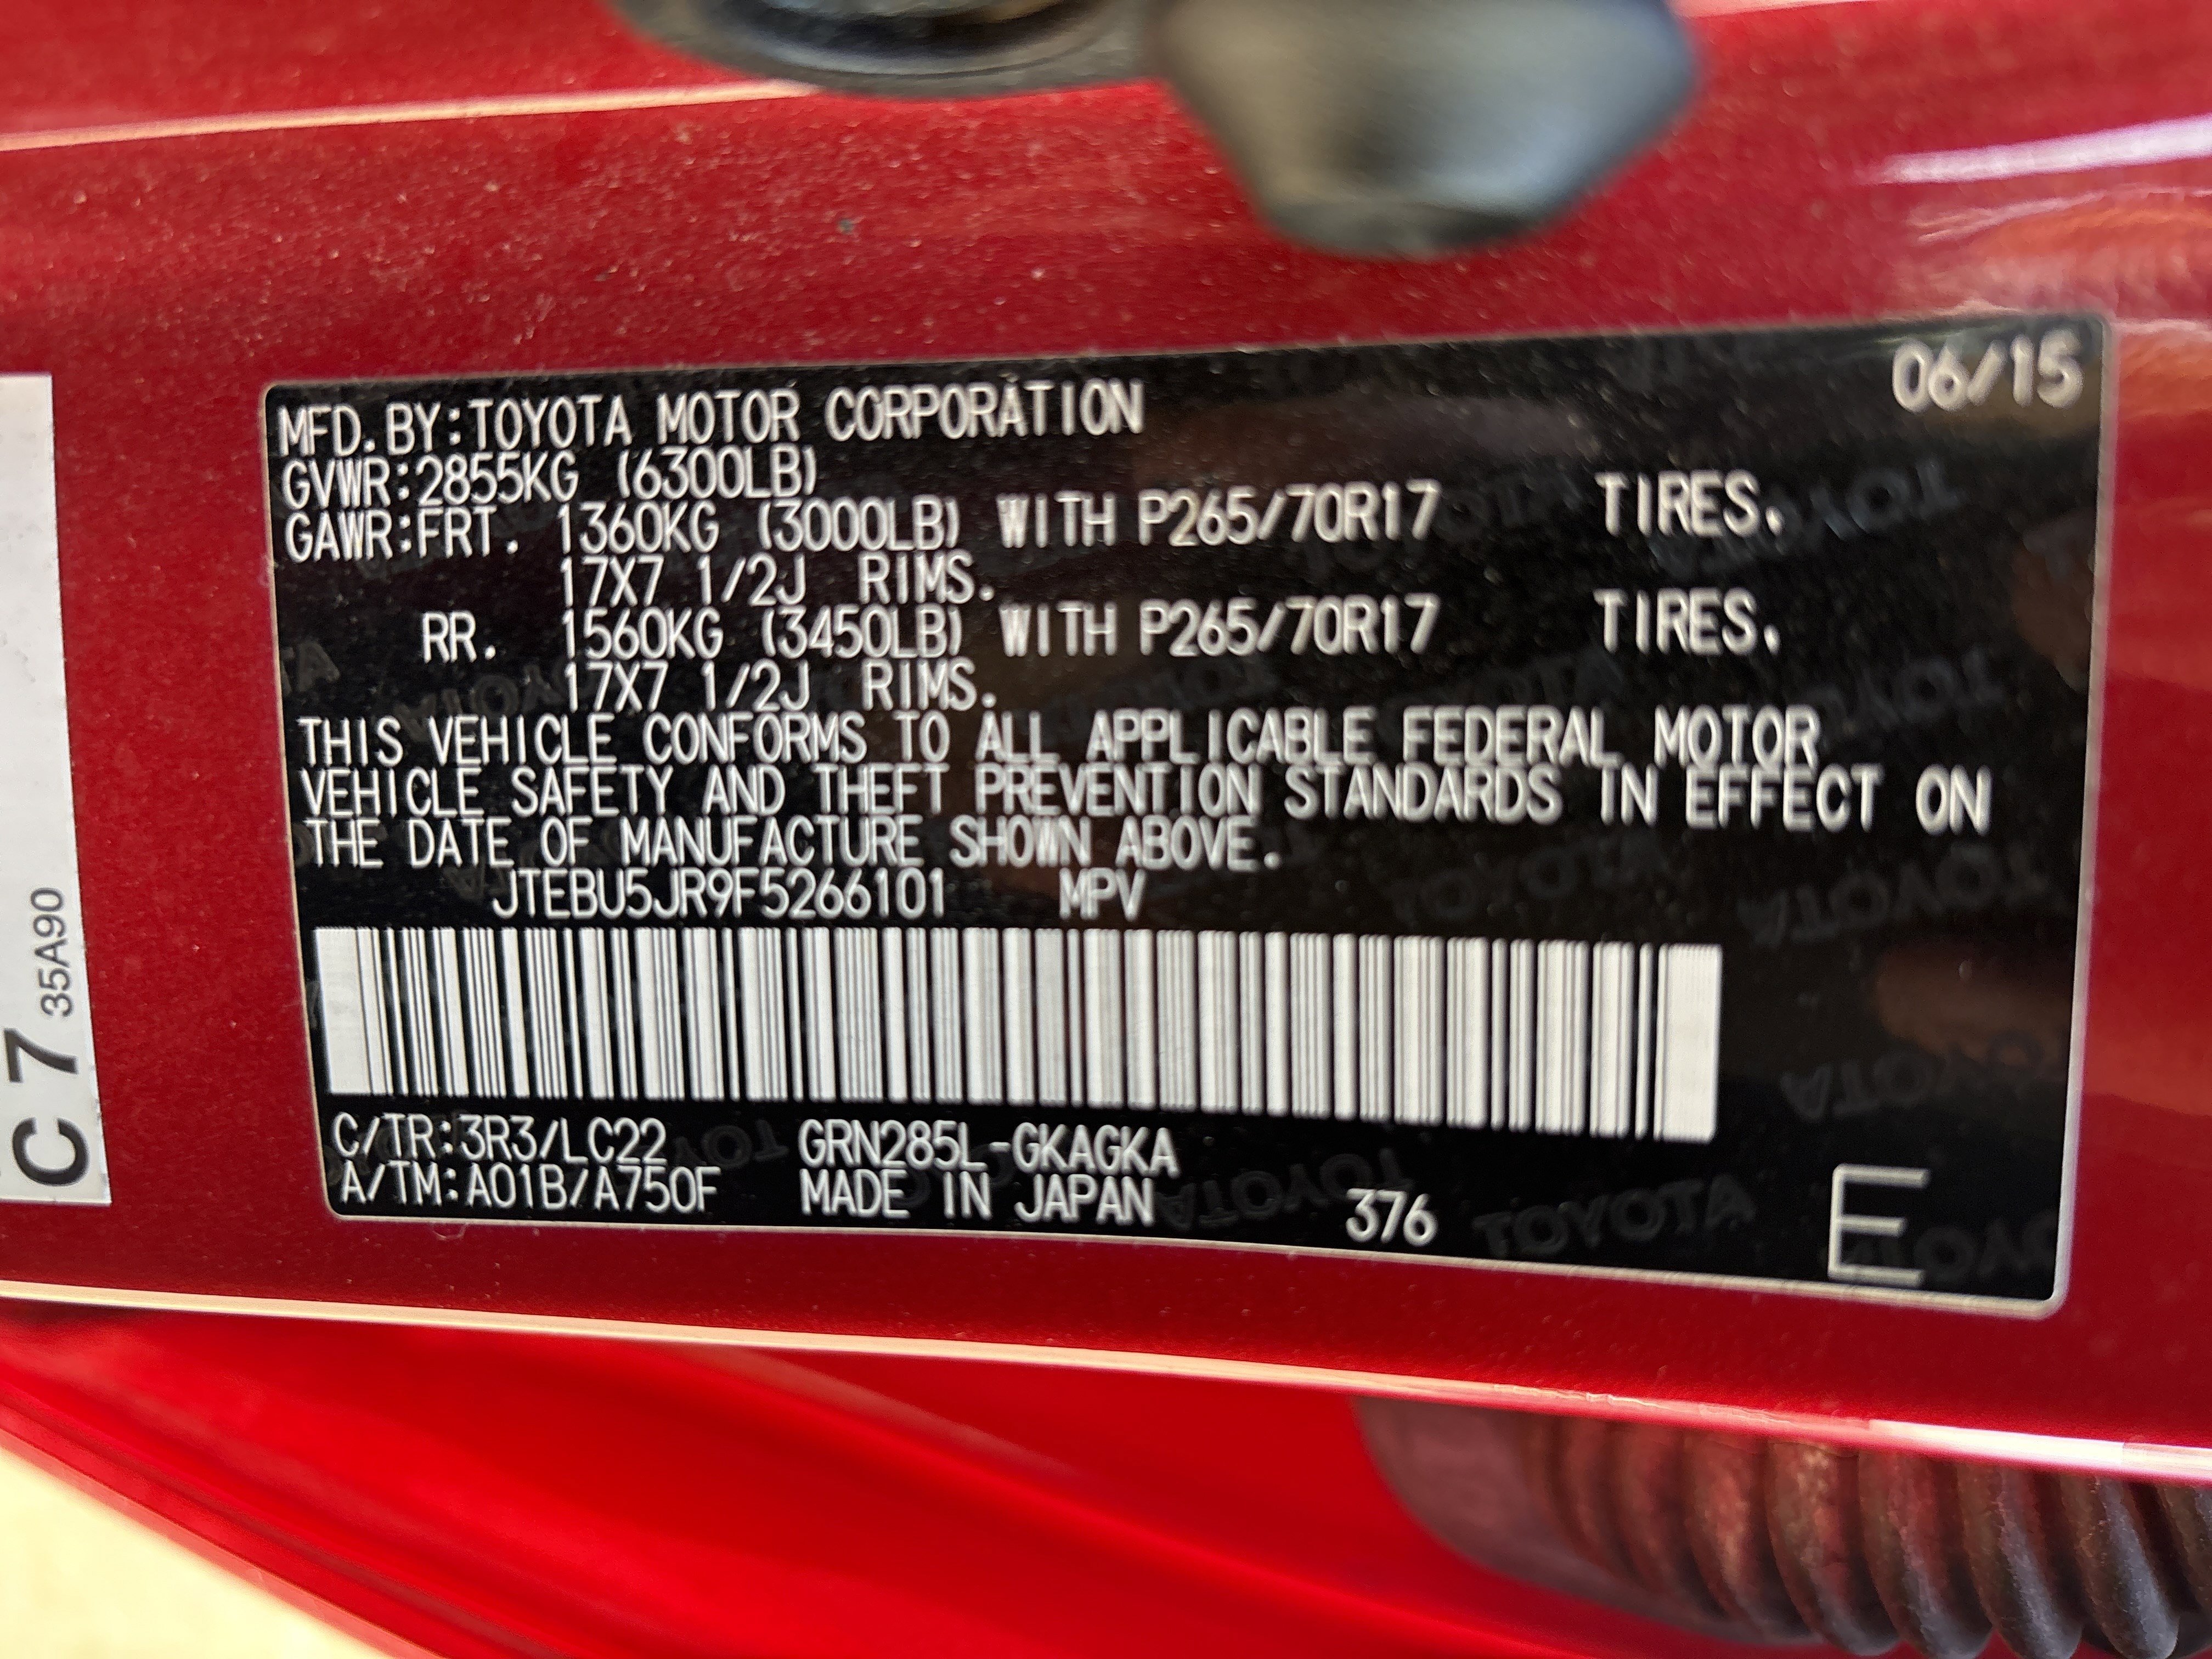 06/15
MFD.BY:TOYOTA MOTOR CORPORATION
GVWR:2855KG (6300LB)
GAWR:FRT. 1360KG (3000LB) WITH P265/70R17 TIRES.
17X7 1/2J RIMS.
RR. 1560KG (3450LB) WITH P265/70R17 TIRES.
17X7 1/2J RIMS.
THIS VEHICLE CONFORMS TO ALL APPLICABLE FEDERAL MOTOR
VEHICLE SAFETY AND THEFT PREVENTION STANDARDS IN EFFECT ON
THE DATE OF MANUFACTURE SHOWN ABOVE.
JTEBU5JR9F5266101 MPV
C/TR:3R3/LC22 GRN285L-GKAGKA
A/TM:A01B/A750F MADE IN JAPAN 376 E
C 7 35A90